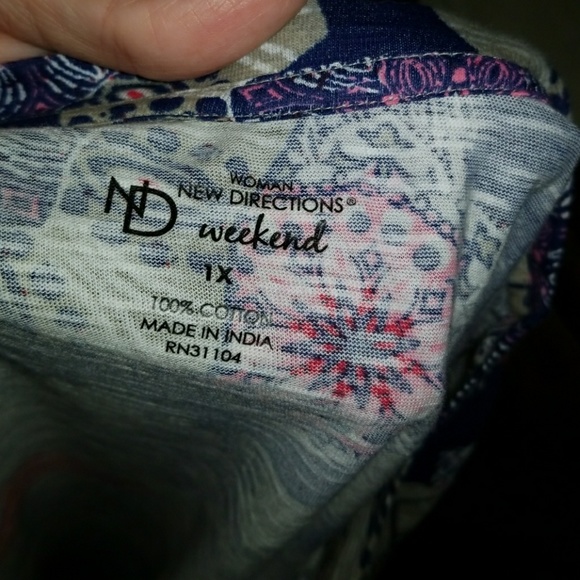 WOMAN
ND NEW DIRECTIONS®
weekend
1X
100% COTTON
MADE IN INDIA
RN31104